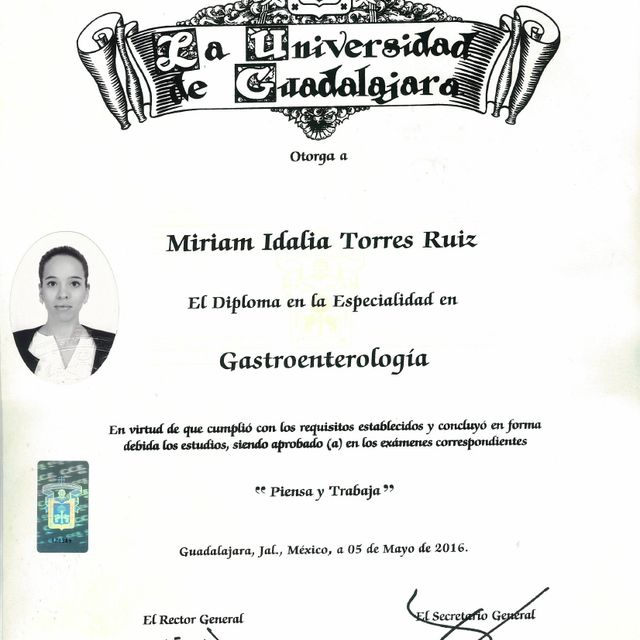 La Universidad
de Guadalajara
Otorga a
Miriam Idalia Torres Ruiz
El Diploma en la Especialidad en
Gastroenterología
En virtud de que cumplió con los requisitos establecidos y concluyó en forma
debida los estudios, siendo aprobado (a) en los exámenes correspondientes
“ Piensa y Trabaja ”
Guadalajara, Jal., México, a 05 de Mayo de 2016.
El Rector General
El Secretario General